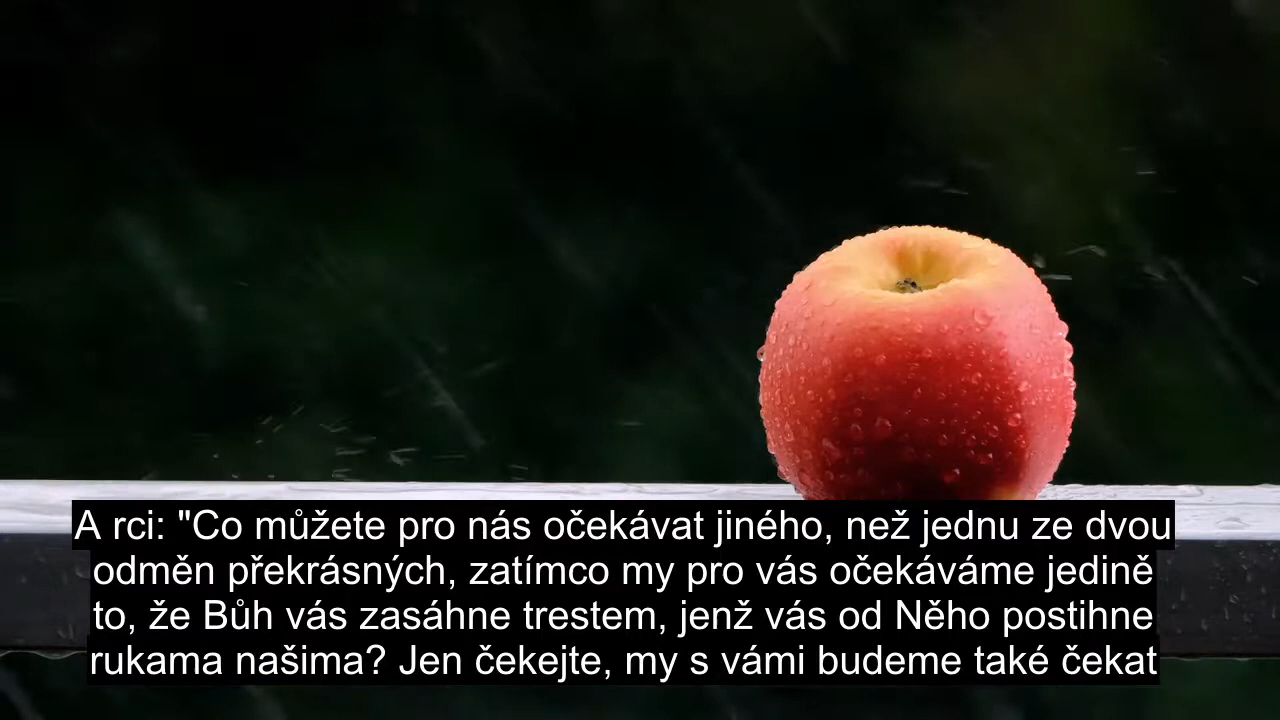 A rci: "Co můžete pro nás očekávat jiného, než jednu ze dvou
odměn překrásných, zatímco my pro vás očekáváme jedině
to, že Bůh vás zasáhne trestem, jenž vás od Něho postihne
rukama našima? Jen čekejte, my s vámi budeme také čekat